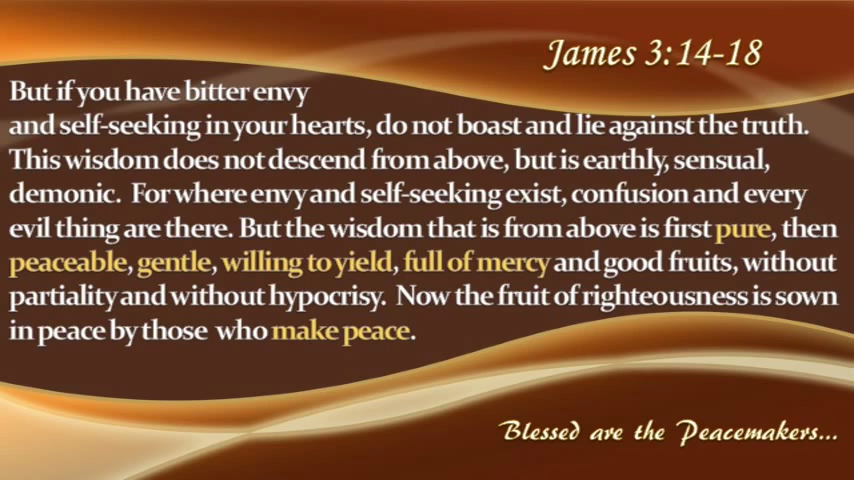 James 3:14-18
But if you have bitter envy
and self-seeking in your hearts, do not boast and lie against the truth.
This wisdom does not descend from above, but is earthly, sensual,
demonic.  For where envy and self-seeking exist, confusion and every
evil thing are there. But the wisdom that is from above is first pure, then
peaceable, gentle, willing to yield, full of mercy and good fruits, without
partiality and without hypocrisy.  Now the fruit of righteousness is sown
in peace by those  who make peace.
Blessed are the Peacemakers...